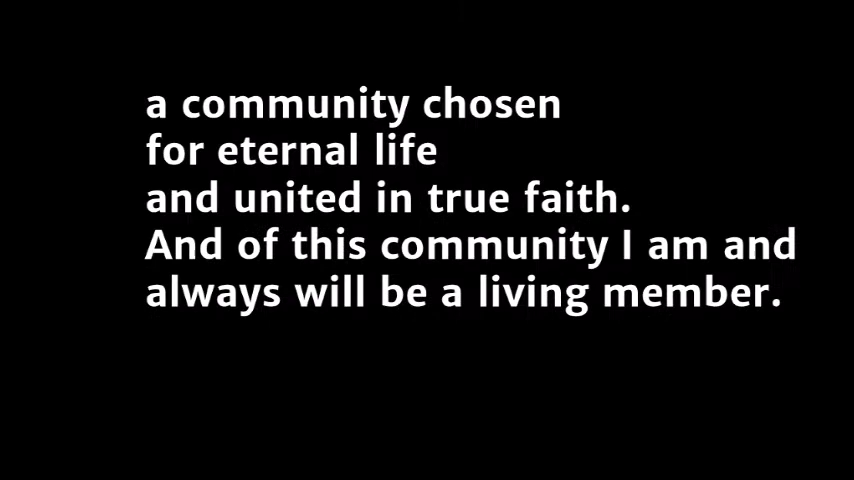 a community chosen
for eternal life
and united in true faith.
And of this community I am and
always will be a living member.